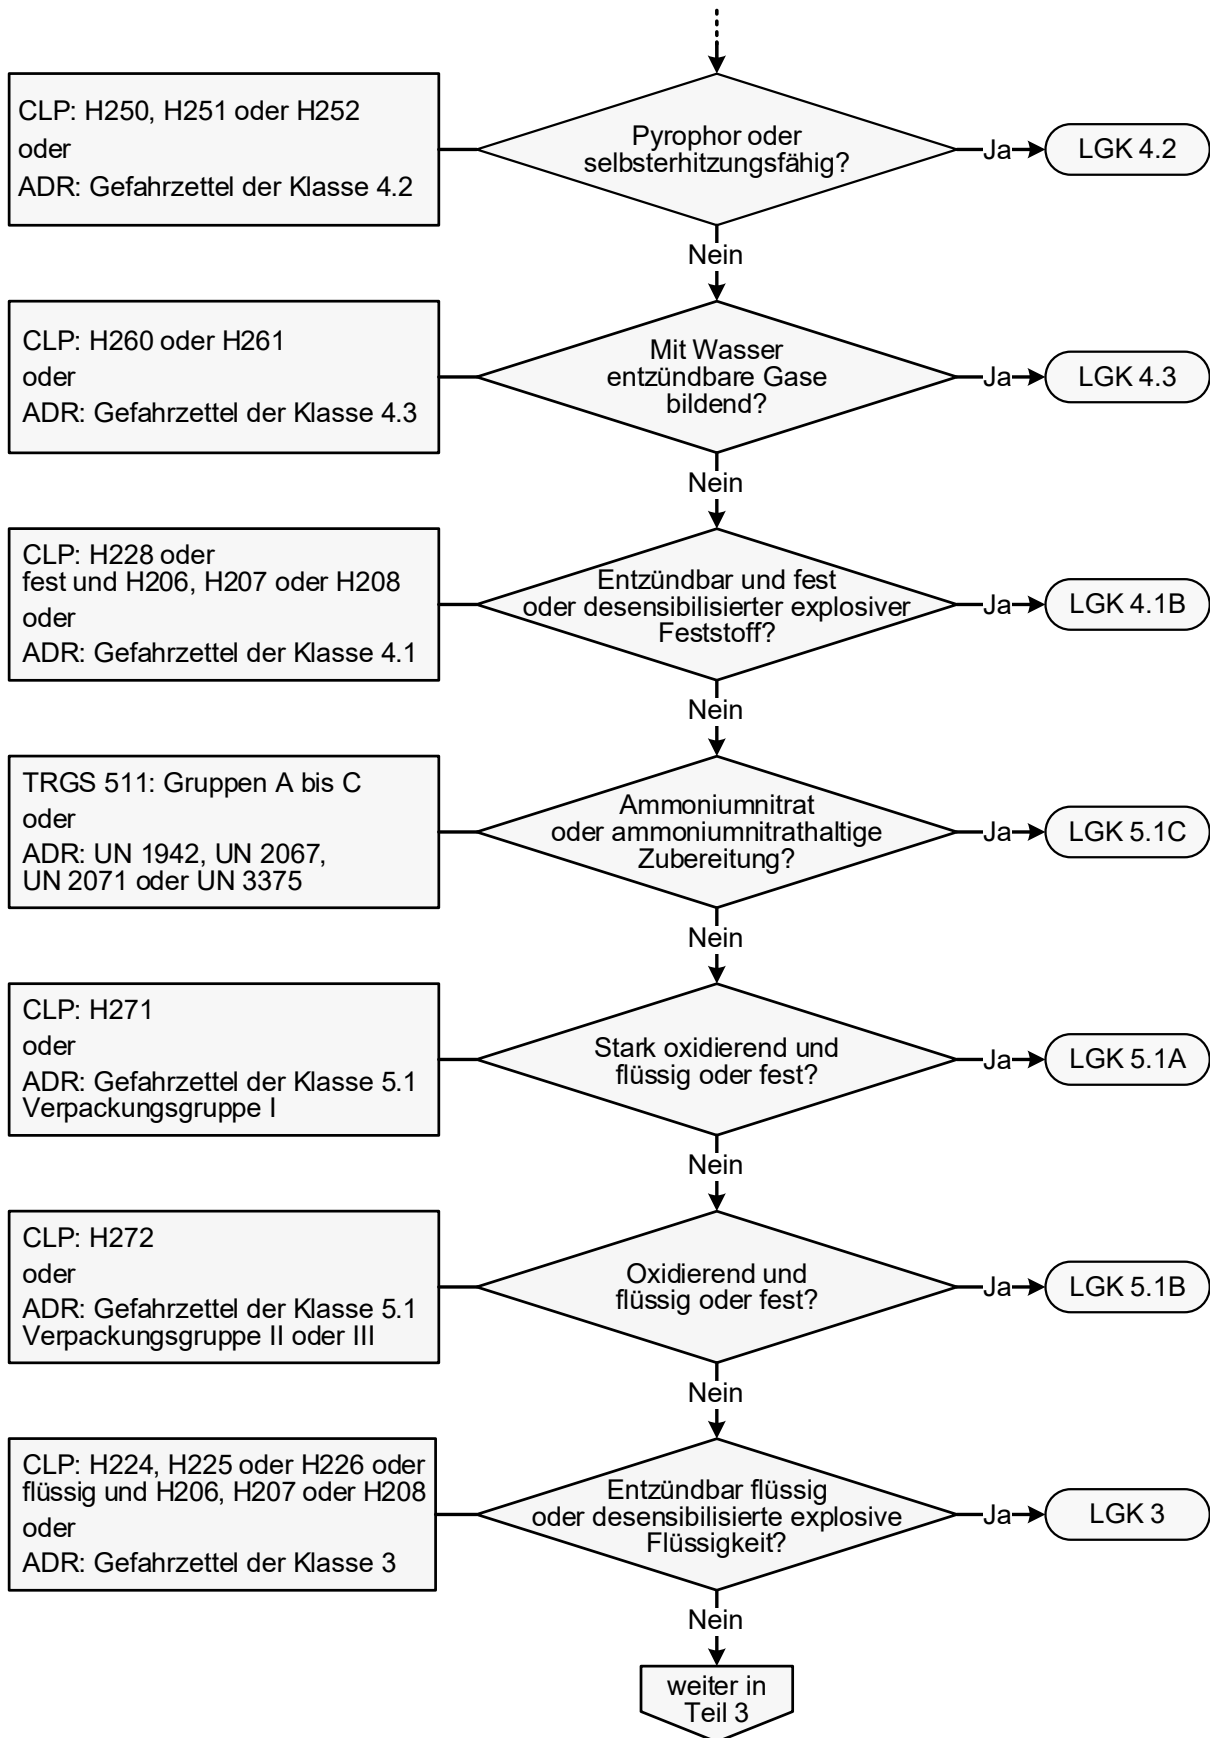 CLP: H250, H251 oder H252
oder
ADR: Gefahrzettel der Klasse 4.2
Pyrophor oder
selbsterhitzungsfähig?
Ja
LGK 4.2
Nein
CLP: H260 oder H261
oder
ADR: Gefahrzettel der Klasse 4.3
Mit Wasser
entzündbare Gase
bildend?
Ja
LGK 4.3
Nein
CLP: H228 oder
fest und H206, H207 oder H208
oder
ADR: Gefahrzettel der Klasse 4.1
Entzündbar und fest
oder desensibilisierter explosiver
Feststoff?
Ja
LGK 4.1B
Nein
TRGS 511: Gruppen A bis C
oder
ADR: UN 1942, UN 2067,
UN 2071 oder UN 3375
Ammoniumnitrat
oder ammoniumnitrathaltige
Zubereitung?
Ja
LGK 5.1C
Nein
CLP: H271
oder
ADR: Gefahrzettel der Klasse 5.1
Verpackungsgruppe I
Stark oxidierend und
flüssig oder fest?
Ja
LGK 5.1A
Nein
CLP: H272
oder
ADR: Gefahrzettel der Klasse 5.1
Verpackungsgruppe II oder III
Oxidierend und
flüssig oder fest?
Ja
LGK 5.1B
Nein
CLP: H224, H225 oder H226 oder
flüssig und H206, H207 oder H208
oder
ADR: Gefahrzettel der Klasse 3
Entzündbar flüssig
oder desensibilisierte explosive
Flüssigkeit?
Ja
LGK 3
Nein
weiter in
Teil 3